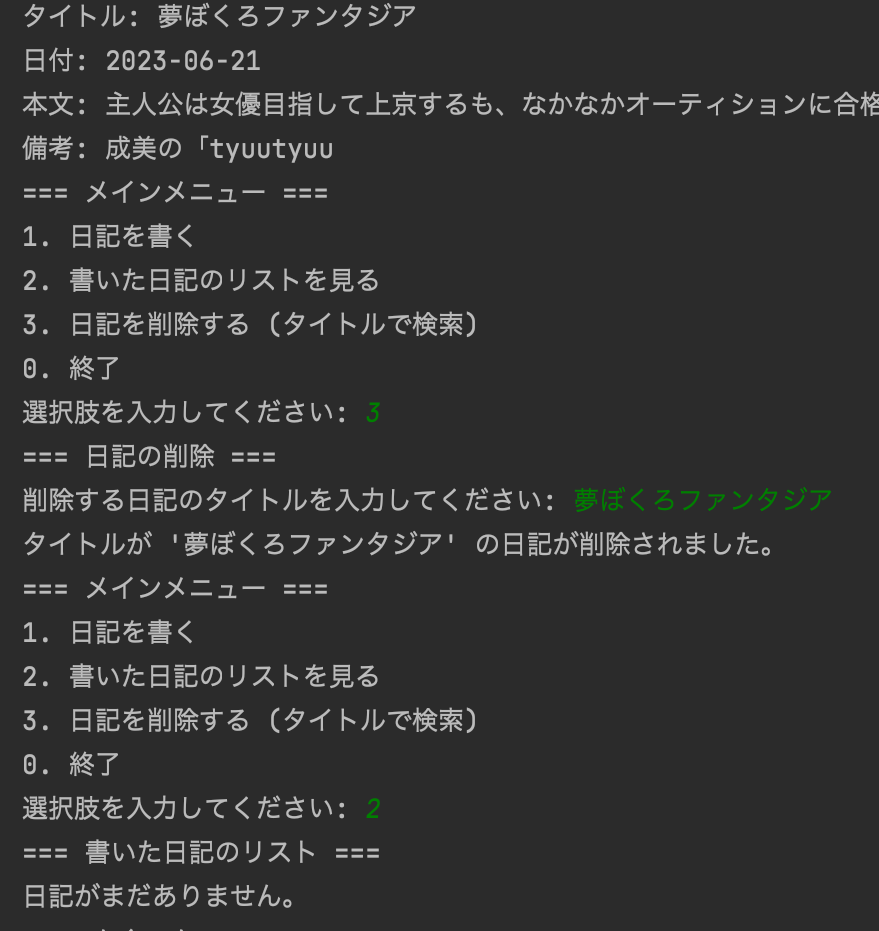 タイトル: 夢ぼくろファンタジア
日付: 2023-06-21
本文: 主人公は女優目指して上京するも、なかなかオーティションに合格
備考: 成美の「tyuutyuu
=== メインメニュー ===
1. 日記を書く
2. 書いた日記のリストを見る
3. 日記を削除する (タイトルで検索)
0. 終了
選択肢を入力してください: 3
=== 日記の削除 ===
削除する日記のタイトルを入力してください: 夢ぼくろファンタジア
タイトルが '夢ぼくろファンタジア' の日記が削除されました。
=== メインメニュー ===
1. 日記を書く
2. 書いた日記のリストを見る
3. 日記を削除する (タイトルで検索)
0. 終了
選択肢を入力してください: 2
=== 書いた日記のリスト ===
日記がまだありません。